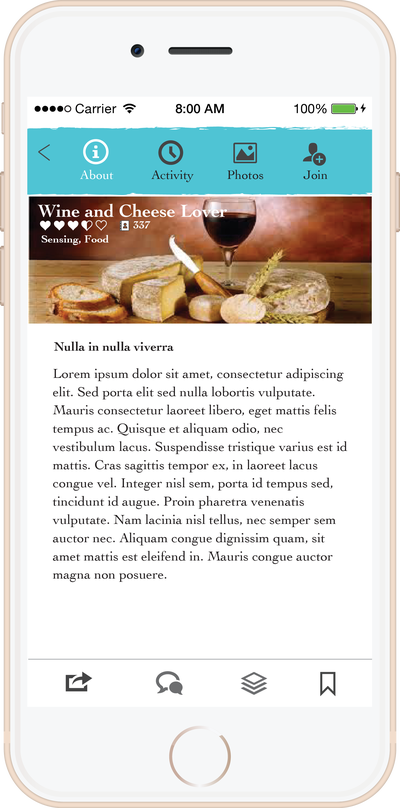 Carrier 8:00 AM 100%
About Activity Photos Join
Wine and Cheese Lover
337
Sensing, Food
Nulla in nulla viverra
Lorem ipsum dolor sit amet, consectetur adipiscing
elit. Sed porta elit sed nulla lobortis vulputate.
Mauris consectetur laoreet libero, eget mattis felis
tempus ac. Quisque et aliquam odio, nec
vestibulum lacus. Suspendisse tristique varius est id
mattis. Cras sagittis tempor ex, in laoreet lacus
congue vel. Integer nisl sem, porta id tempus sed,
tincidunt id augue. Proin pharetra venenatis
vulputate. Nam lacinia nisl tellus, nec semper sem
auctor nec. Aliquam congue dignissim quam, sit
amet mattis est eleifend in. Mauris congue auctor
magna non posuere.